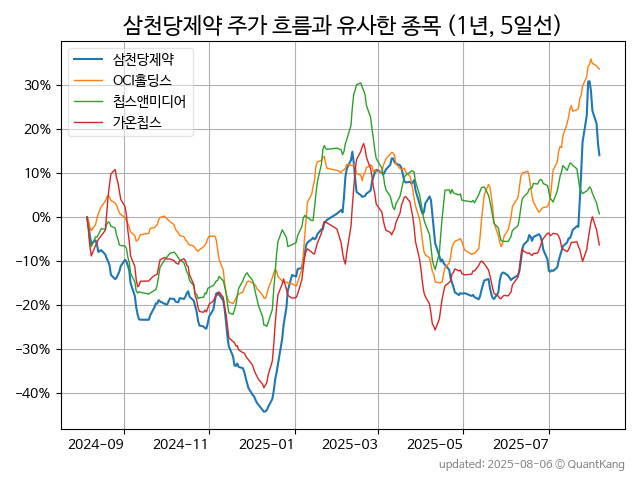 삼천당제약 주가 흐름과 유사한 종목 (1년, 5일선)
삼천당제약
OCI홀딩스
칩스앤미디어
가온칩스
30%
20%
10%
0%
−10%
−20%
−30%
−40%
2024-09 2024-11 2025-01 2025-03 2025-05 2025-07
updated: 2025-08-06 © QuantKang